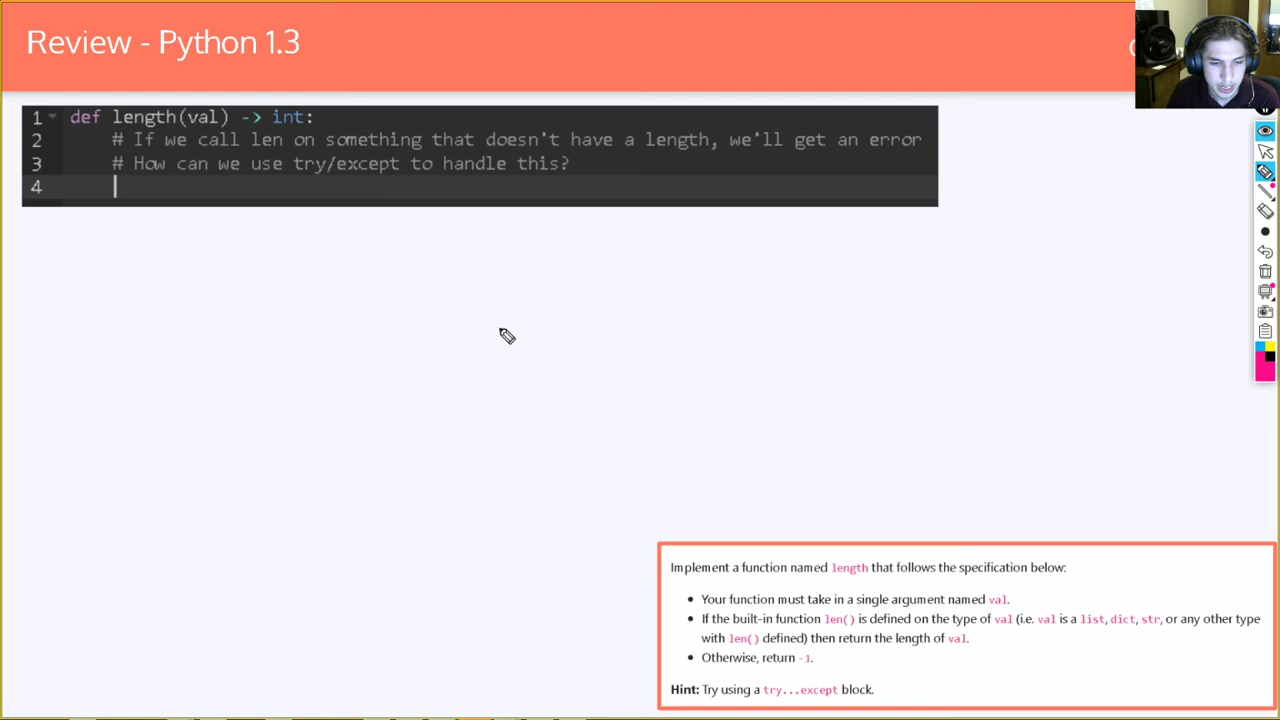 Review - Python 1.3
1 def length(val) -> int:
2 # If we call len on something that doesn't have a length, we'll get an error
3 # How can we use try/except to handle this?
4
Implement a function named length that follows the specification below:
• Your function must take in a single argument named val.
• If the built-in function len() is defined on the type of val (i.e. val is a list, dict, str, or any other type
with len() defined) then return the length of val.
• Otherwise, return -1.
Hint: Try using a try...except block.